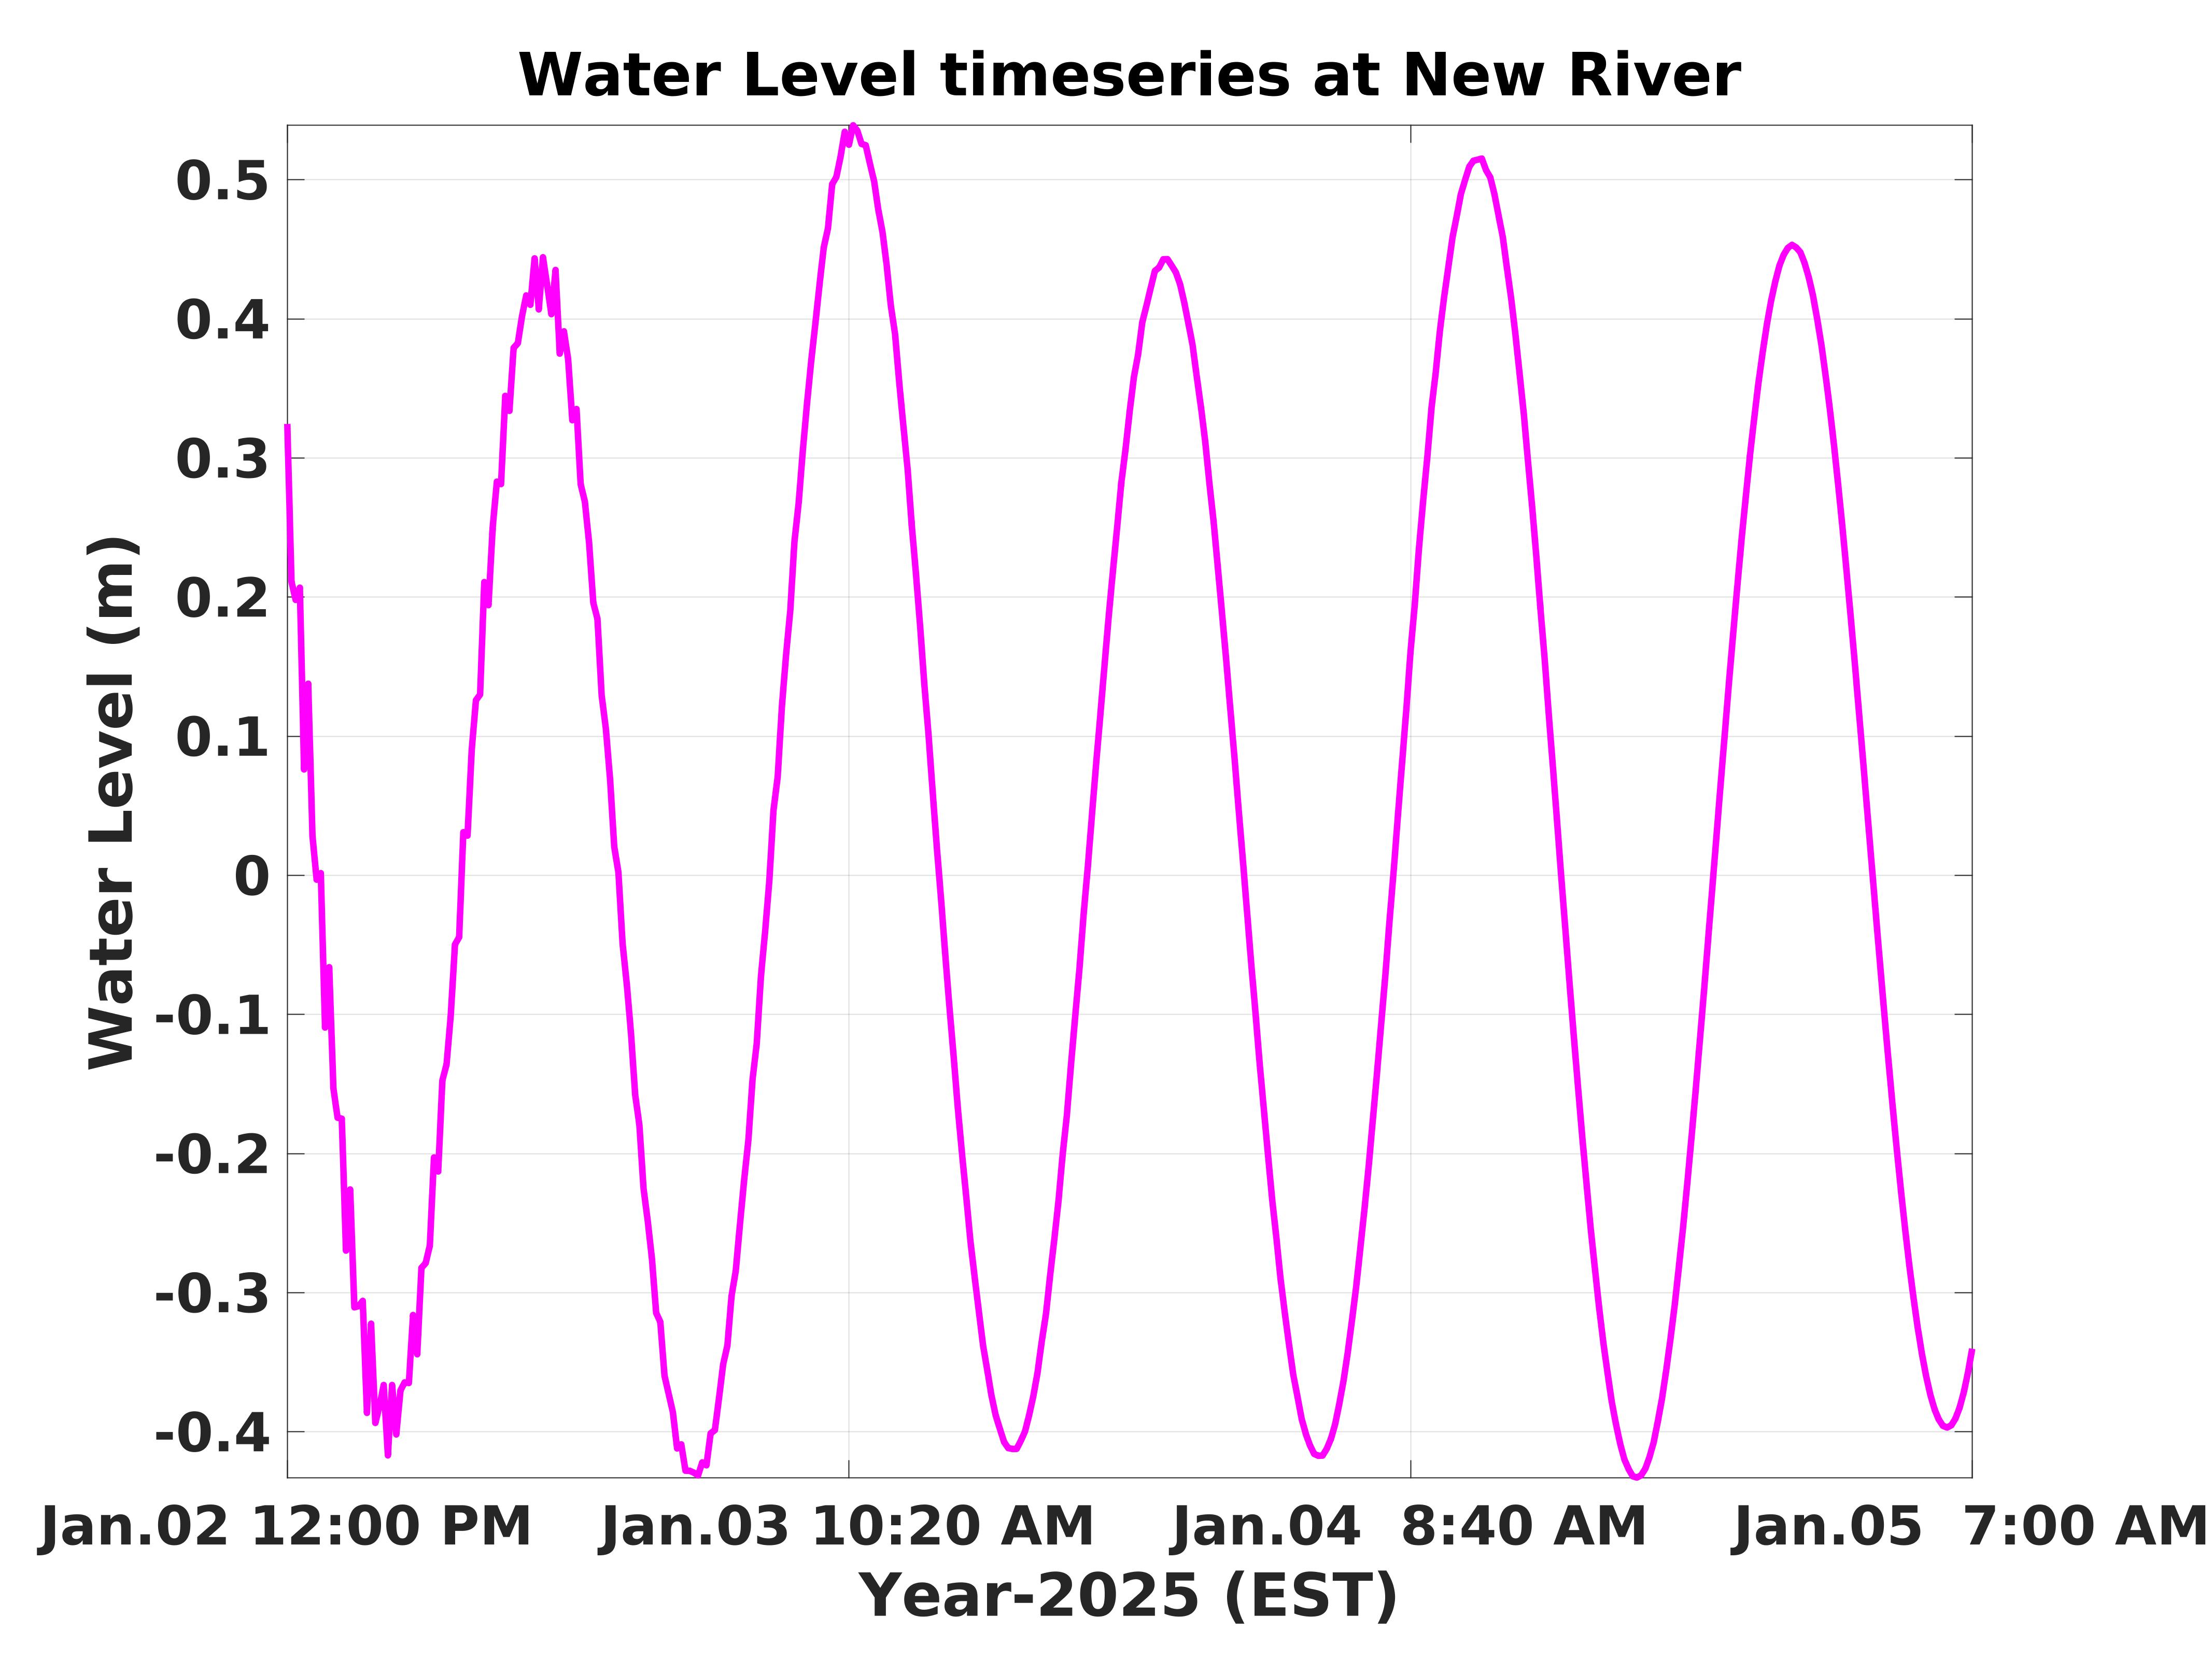 Water Level timeseries at New River
Water Level (m)
0.5
0.4
0.3
0.2
0.1
0
-0.1
-0.2
-0.3
-0.4
Jan.02 12:00 PM Jan.03 10:20 AM Jan.04 8:40 AM Jan.05 7:00 AM
Year-2025 (EST)